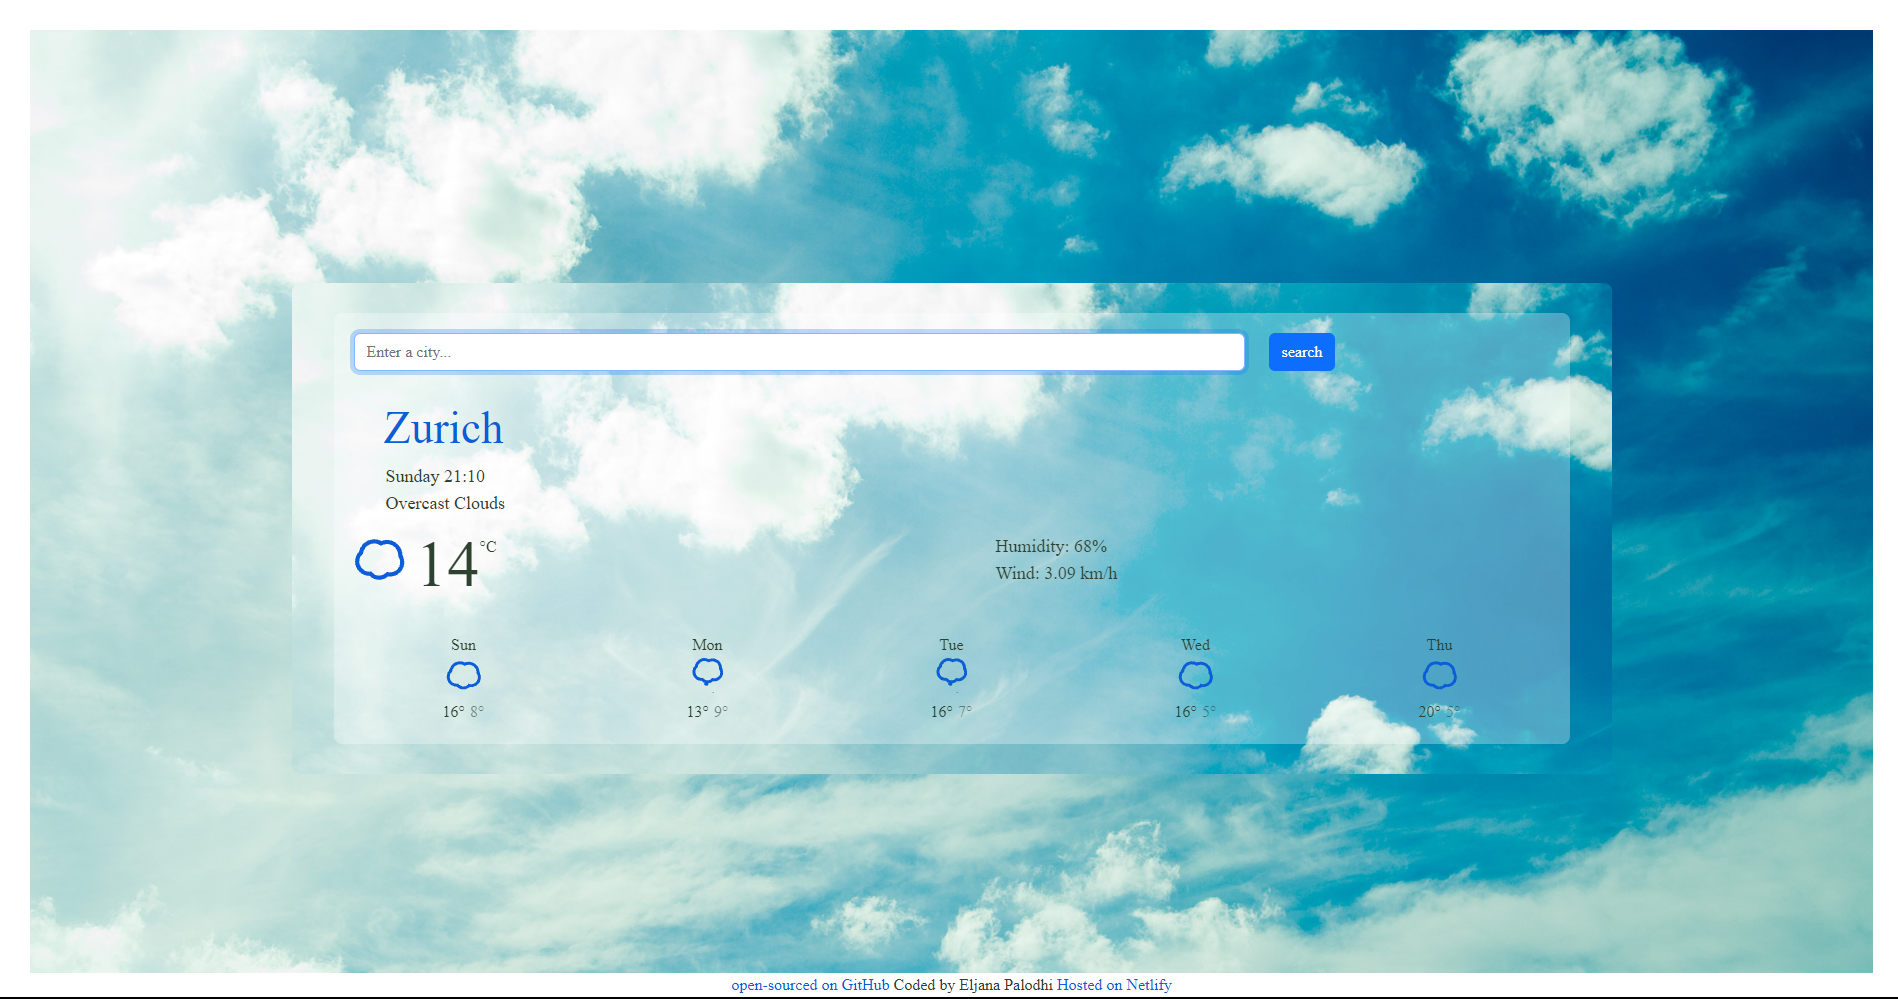 Enter a city...
search
Zurich
Sunday 21:10
Overcast Clouds
14 °C
Humidity: 68%
Wind: 3.09 km/h
Sun Mon Tue Wed Thu
16° 8° 13° 9° 16° 7° 16° 5° 20° 5°
open-sourced on GitHub Coded by Eljana Palodhi Hosted on Netlify